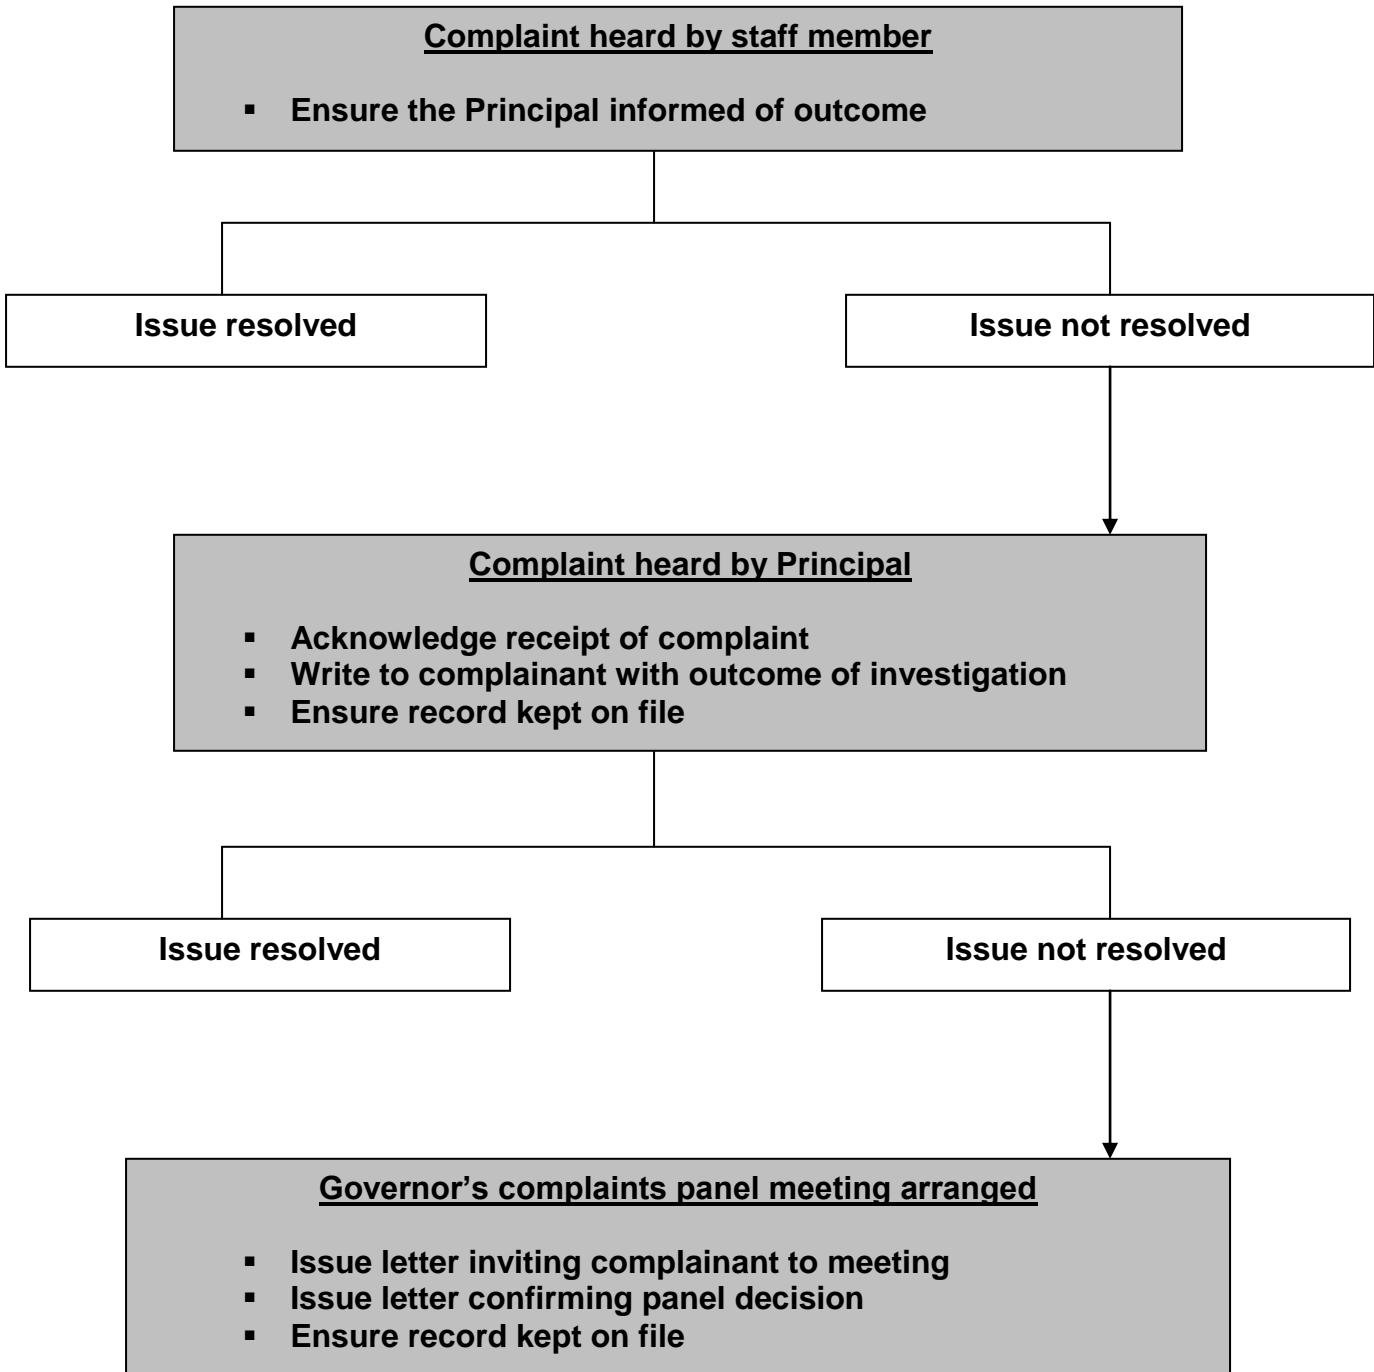 Complaint heard by staff member
▪ Ensure the Principal informed of outcome
Issue resolved
Issue not resolved
Complaint heard by Principal
▪ Acknowledge receipt of complaint
▪ Write to complainant with outcome of investigation
▪ Ensure record kept on file
Issue resolved
Issue not resolved
Governor’s complaints panel meeting arranged
▪ Issue letter inviting complainant to meeting
▪ Issue letter confirming panel decision
▪ Ensure record kept on file